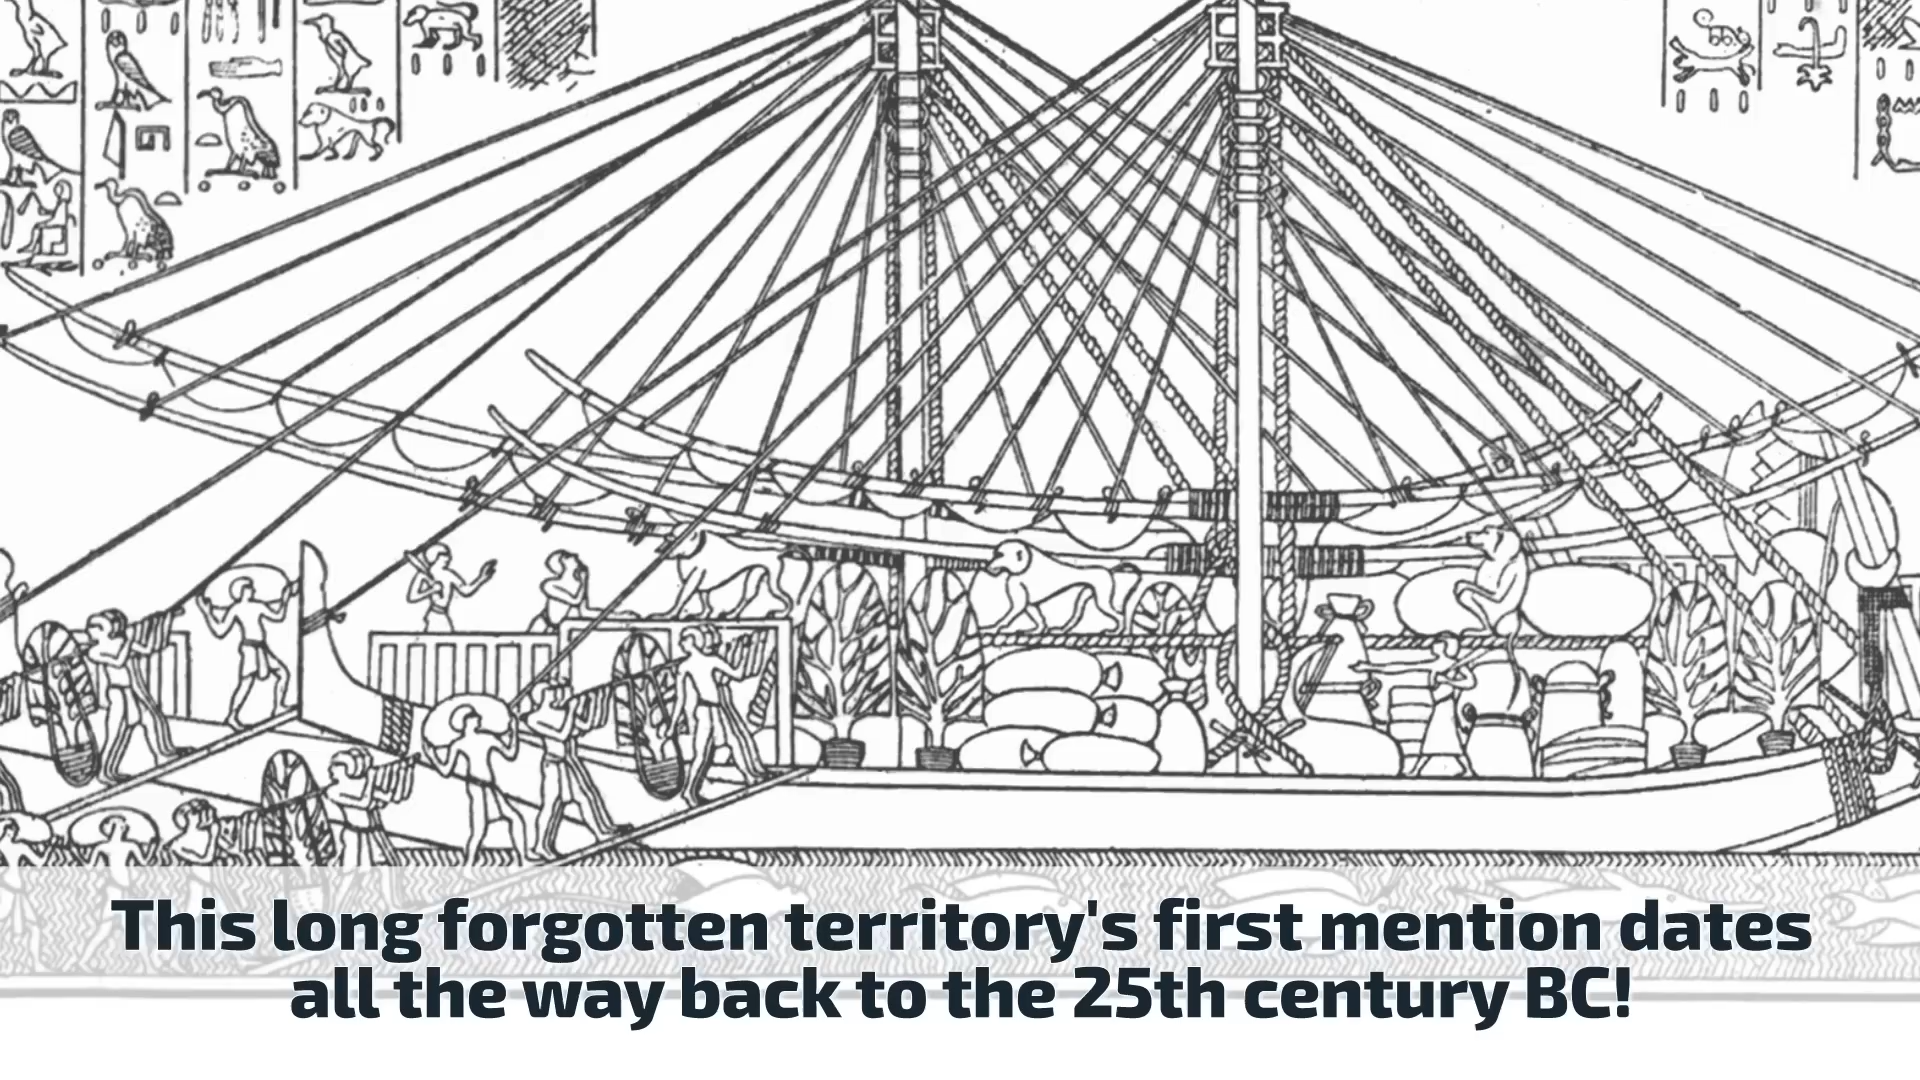 This long forgotten territory's first mention dates
all the way back to the 25th century BC!